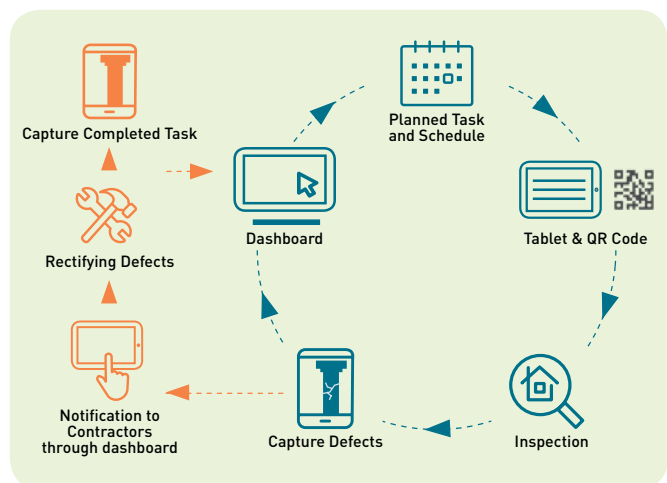 Capture Completed Task
Planned Task
and Schedule
Dashboard
Tablet & QR Code
Rectifying Defects
Notification to
Contractors
through dashboard
Capture Defects
Inspection